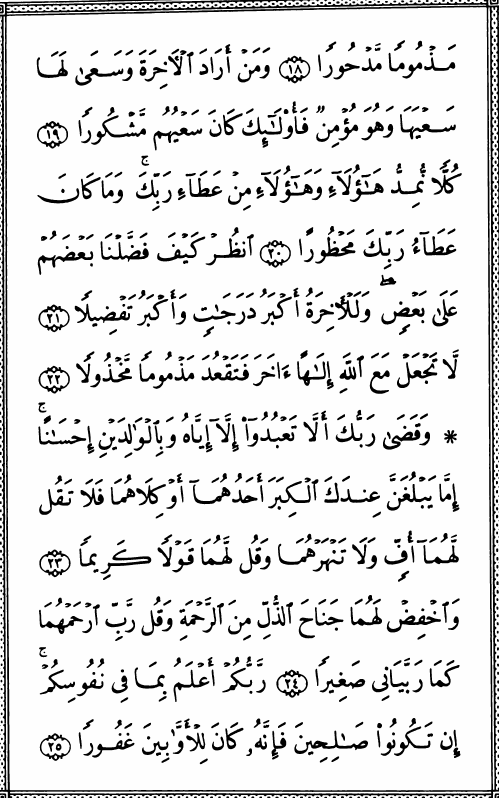 مَذۡمُومٗا مَّدۡحُورٗا ١٨ وَمَنۡ أَرَادَ ٱلۡأٓخِرَةَ وَسَعَىٰ لَهَا
سَعۡيَهَا وَهُوَ مُؤۡمِنٞ فَأُوْلَٰٓئِكَ كَانَ سَعۡيُهُم مَّشۡكُورٗا ١٩
كُلّٗا نُّمِدُّ هَٰٓؤُلَآءِ وَهَٰٓؤُلَآءِ مِنۡ عَطَآءِ رَبِّكَۚ وَمَا كَانَ
عَطَآءُ رَبِّكَ مَحۡظُورًا ٢٠ ٱنظُرۡ كَيۡفَ فَضَّلۡنَا بَعۡضَهُمۡ
عَلَىٰ بَعۡضٖۚ وَلَلۡأٓخِرَةُ أَكۡبَرُ دَرَجَٰتٖ وَأَكۡبَرُ تَفۡضِيلٗا ٢١
لَّا تَجۡعَلۡ مَعَ ٱللَّهِ إِلَٰهًا ءَاخَرَ فَتَقۡعُدَ مَذۡمُومٗا مَّخۡذُولٗا ٢٢
* وَقَضَىٰ رَبُّكَ أَلَّا تَعۡبُدُوٓاْ إِلَّآ إِيَّاهُ وَبِٱلۡوَٰلِدَيۡنِ إِحۡسَٰنًاۚ
إِمَّا يَبۡلُغَنَّ عِندَكَ ٱلۡكِبَرَ أَحَدُهُمَآ أَوۡ كِلَاهُمَا فَلَا تَقُل
لَّهُمَآ أُفّٖ وَلَا تَنۡهَرۡهُمَا وَقُل لَّهُمَا قَوۡلٗا كَرِيمٗا ٢٣
وَٱخۡفِضۡ لَهُمَا جَنَاحَ ٱلذُّلِّ مِنَ ٱلرَّحۡمَةِ وَقُل رَّبِّ ٱرۡحَمۡهُمَا
كَمَا رَبَّيَانِي صَغِيرٗا ٢٤ رَّبُّكُمۡ أَعۡلَمُ بِمَا فِي نُفُوسِكُمۡۚ
إِن تَكُونُواْ صَٰلِحِينَ فَإِنَّهُۥ كَانَ لِلۡأَوَّٰبِينَ غَفُورٗا ٢٥